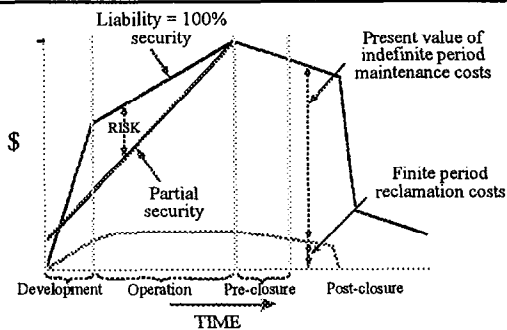 Liability = 100%
security
Present value of
indefinite period
maintenance costs
RISK
$
Partial
security
Finite period
reclamation costs
Development
Operation
Pre-closure
Post-closure
TIME